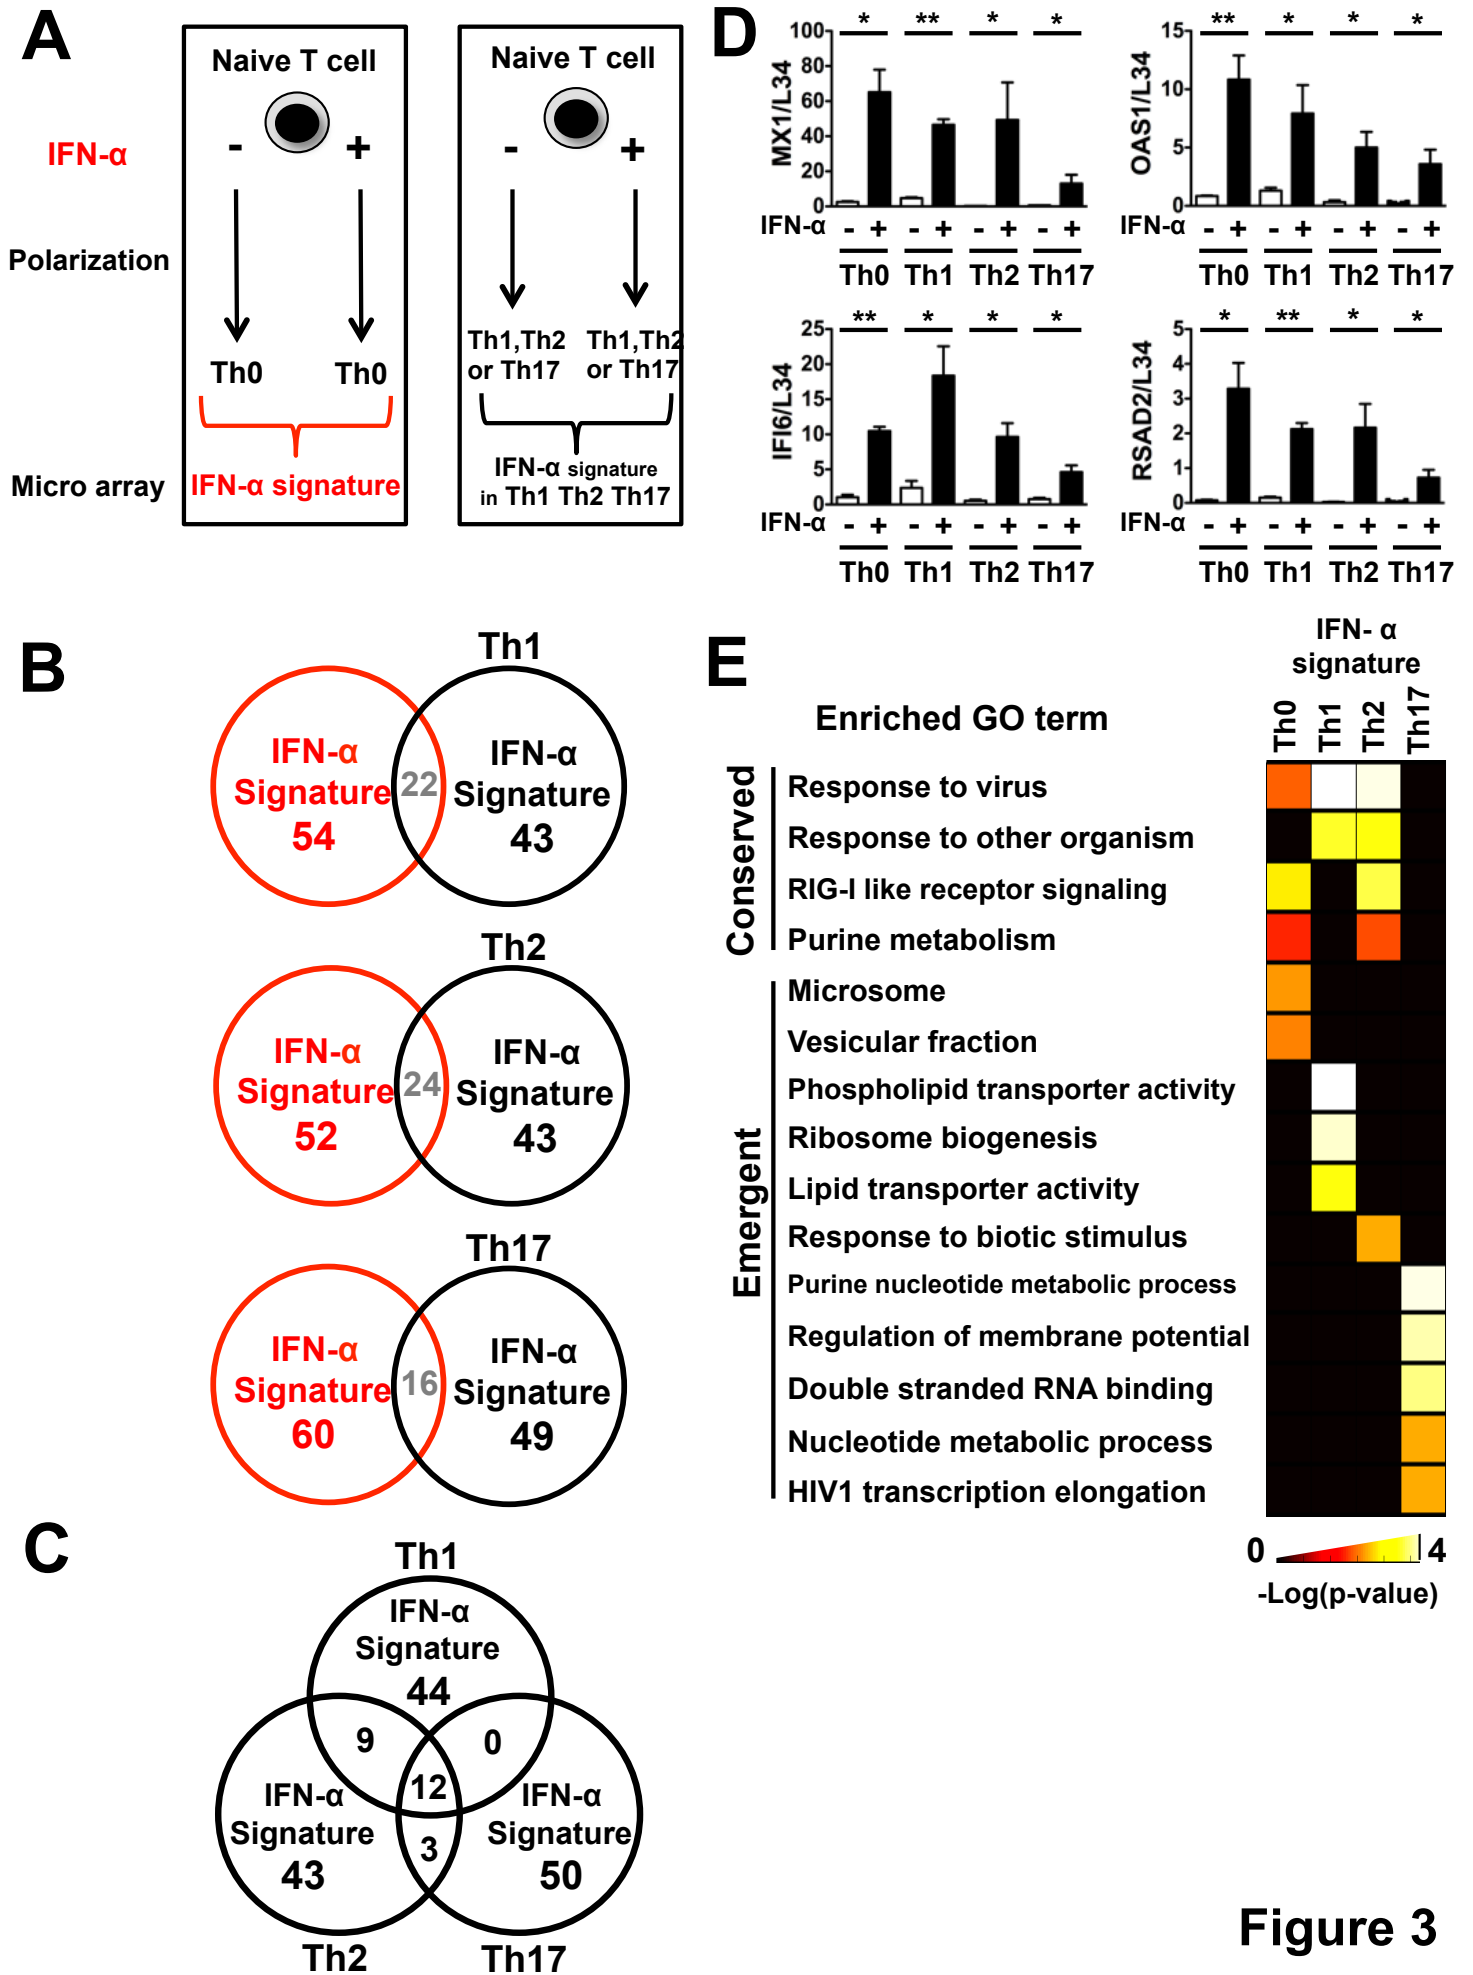 A
Naive T cell
Naive T cell
IFN-α
- +
- +
Polarization
Th0 Th0
Th1,Th2 Th1,Th2
or Th17 or Th17
Micro array
IFN-α signature
IFN-α signature
in Th1 Th2 Th17
B
Th1
IFN-α
Signature
54
22
IFN-α
Signature
43
Th2
IFN-α
Signature
52
24
IFN-α
Signature
43
Th17
IFN-α
Signature
60
16
IFN-α
Signature
49
C
Th1
IFN-α
Signature
44
9 0
12
IFN-α
Signature
43
3
IFN-α
Signature
50
Th2 Th17
D
* ** * *
MX1/L34
100
80
60
40
20
0
IFN-α - + - + - + - +
Th0 Th1 Th2 Th17
** * * *
OAS1/L34
15
10
5
0
IFN-α - + - + - + - +
Th0 Th1 Th2 Th17
** * * *
IFI6/L34
25
20
15
10
5
0
IFN-α - + - + - + - +
Th0 Th1 Th2 Th17
* ** * *
RSAD2/L34
5
4
3
2
1
0
IFN-α - + - + - + - +
Th0 Th1 Th2 Th17
E
IFN- α
signature
Enriched GO term
Th0 Th1 Th2 Th17
Conserved
Response to virus
Response to other organism
RIG-I like receptor signaling
Purine metabolism
Emergent
Microsome
Vesicular fraction
Phospholipid transporter activity
Ribosome biogenesis
Lipid transporter activity
Response to biotic stimulus
Purine nucleotide metabolic process
Regulation of membrane potential
Double stranded RNA binding
Nucleotide metabolic process
HIV1 transcription elongation
0 4
-Log(p-value)
Figure 3